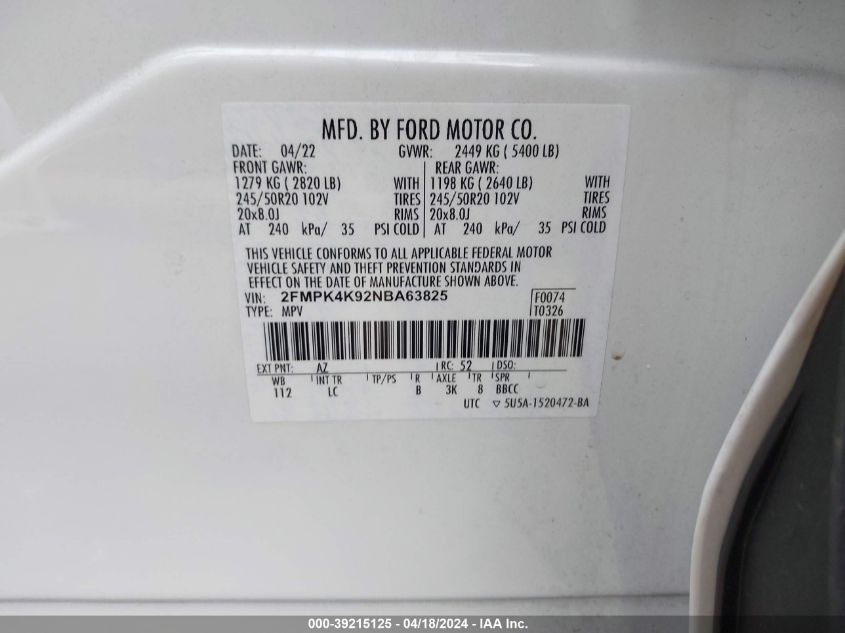 MFD. BY FORD MOTOR CO.
DATE: 04/22 GVWR: 2449 KG ( 5400 LB)
FRONT GAWR: REAR GAWR:
1279 KG ( 2820 LB) WITH 1198 KG ( 2640 LB) WITH
245/50R20 102V TIRES 245/50R20 102V TIRES
20x8.0J RIMS 20x8.0J RIMS
AT 240 kPa/ 35 PSI COLD AT 240 kPa/ 35 PSI COLD
THIS VEHICLE CONFORMS TO ALL APPLICABLE FEDERAL MOTOR
VEHICLE SAFETY AND THEFT PREVENTION STANDARDS IN
EFFECT ON THE DATE OF MANUFACTURE SHOWN ABOVE.
VIN: 2FMPK4K92NBA63825 F0074
TYPE: MPV T0326
EXT PNT: AZ RC: 52 DSO:
WB INT TR TP/PS R AXLE TR SPR
112 LC B 3K 8 BBCC
UTC ▽ 5U5A-1520472-BA
000-39215125 - 04/18/2024 - IAA Inc.